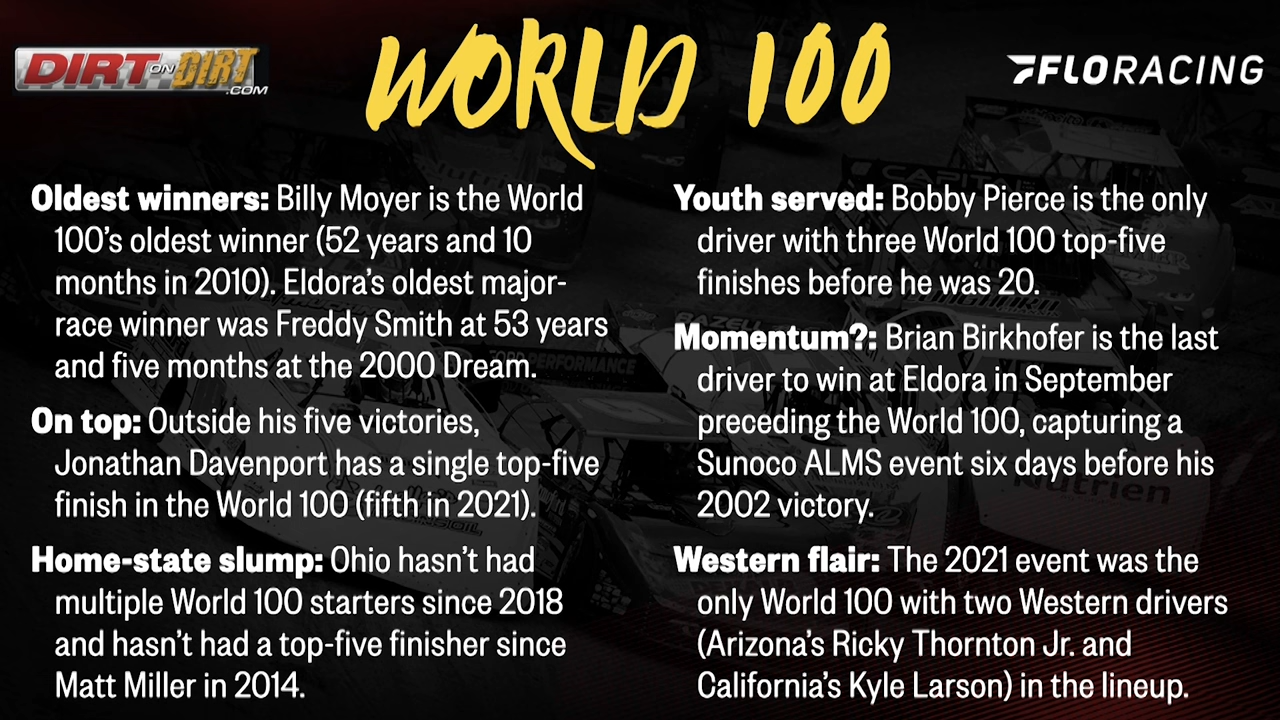 DIRT ON DIRT .COM
WORLD 100
FLORACING
Oldest winners: Billy Moyer is the World
100’s oldest winner (52 years and 10
months in 2010). Eldora’s oldest major-
race winner was Freddy Smith at 53 years
and five months at the 2000 Dream.
On top: Outside his five victories,
Jonathan Davenport has a single top-five
finish in the World 100 (fifth in 2021).
Home-state slump: Ohio hasn’t had
multiple World 100 starters since 2018
and hasn’t had a top-five finisher since
Matt Miller in 2014.
Youth served: Bobby Pierce is the only
driver with three World 100 top-five
finishes before he was 20.
Momentum?: Brian Birkhofer is the last
driver to win at Eldora in September
preceding the World 100, capturing a
Sunoco ALMS event six days before his
2002 victory.
Western flair: The 2021 event was the
only World 100 with two Western drivers
(Arizona’s Ricky Thornton Jr. and
California’s Kyle Larson) in the lineup.
CAPITAL
FORD PERFORMANCE
Nutrien